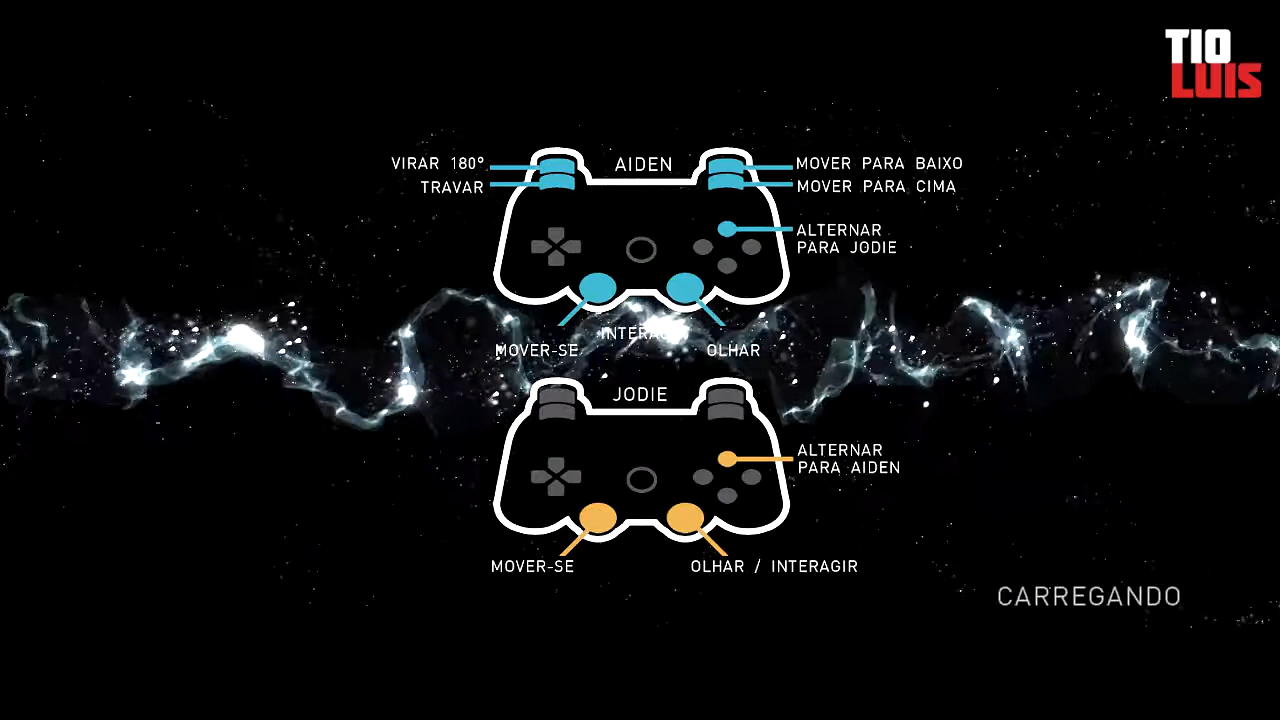 TIO
LUIS
VIRAR 180°
AIDEN
MOVER PARA BAIXO
TRAVAR
MOVER PARA CIMA
ALTERNAR
PARA JODIE
MOVER-SE
OLHAR
JODIE
ALTERNAR
PARA AIDEN
MOVER-SE
OLHAR / INTERAGIR
CARREGANDO